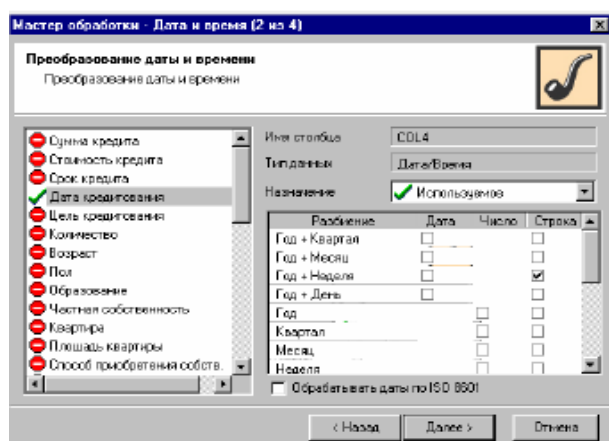 Мастер обработки - Дата и время (2 из 4)
Преобразование даты и времени
Преобразование даты и времени
Сумма кредита
Стоимость кредита
Срок кредита
Дата кредитования
Цель кредитования
Количество
Возраст
Пол
Образование
Частная собственность
Квартира
Площадь квартиры
Способ приобретения собств.
Имя столбца COL4
Тип данных Дата/Время
Назначение Используемое
Разбиение Дата Число Строка
Год + Квартал
Год + Месяц
Год + Неделя
Год + День
Год
Квартал
Месяц
Неделя
Обрабатывать даты по ISO 8601
< Назад Далее > Отмена